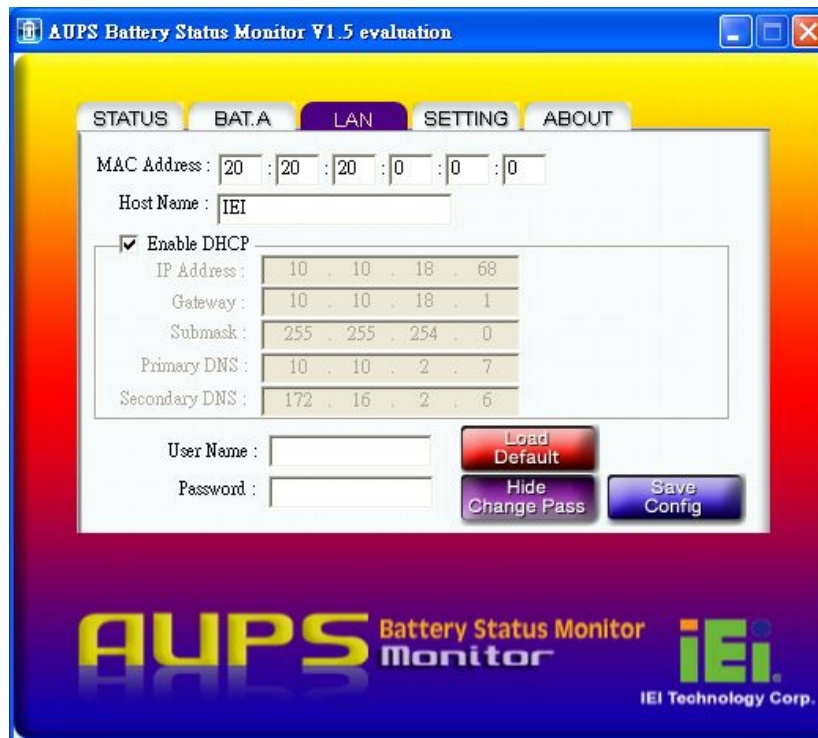 AUPS Battery Status Monitor V1.5 evaluation
STATUS BAT.A LAN SETTING ABOUT
MAC Address : 20 : 20 : 20 : 0 : 0 : 0
Host Name : IEI
Enable DHCP
IP Address : 10 . 10 . 18 . 68
Gateway : 10 . 10 . 18 . 1
Submask : 255 . 255 . 254 . 0
Primary DNS : 10 . 10 . 2 . 7
Secondary DNS : 172 . 16 . 2 . 6
User Name :
Load
Default
Password :
Hide
Change Pass
Save
Config
AUPS
Battery Status Monitor
Monitor
iEi
IEI Technology Corp.